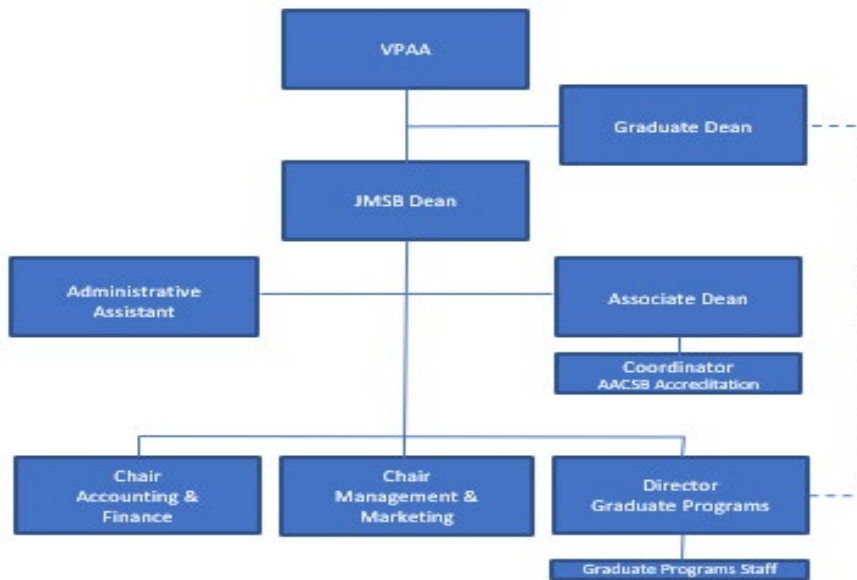 VPAA
Graduate Dean
JMSB Dean
Administrative
Assistant
Associate Dean
Coordinator
AACSB Accreditation
Chair
Accounting &
Finance
Chair
Management &
Marketing
Director
Graduate Programs
Graduate Programs Staff